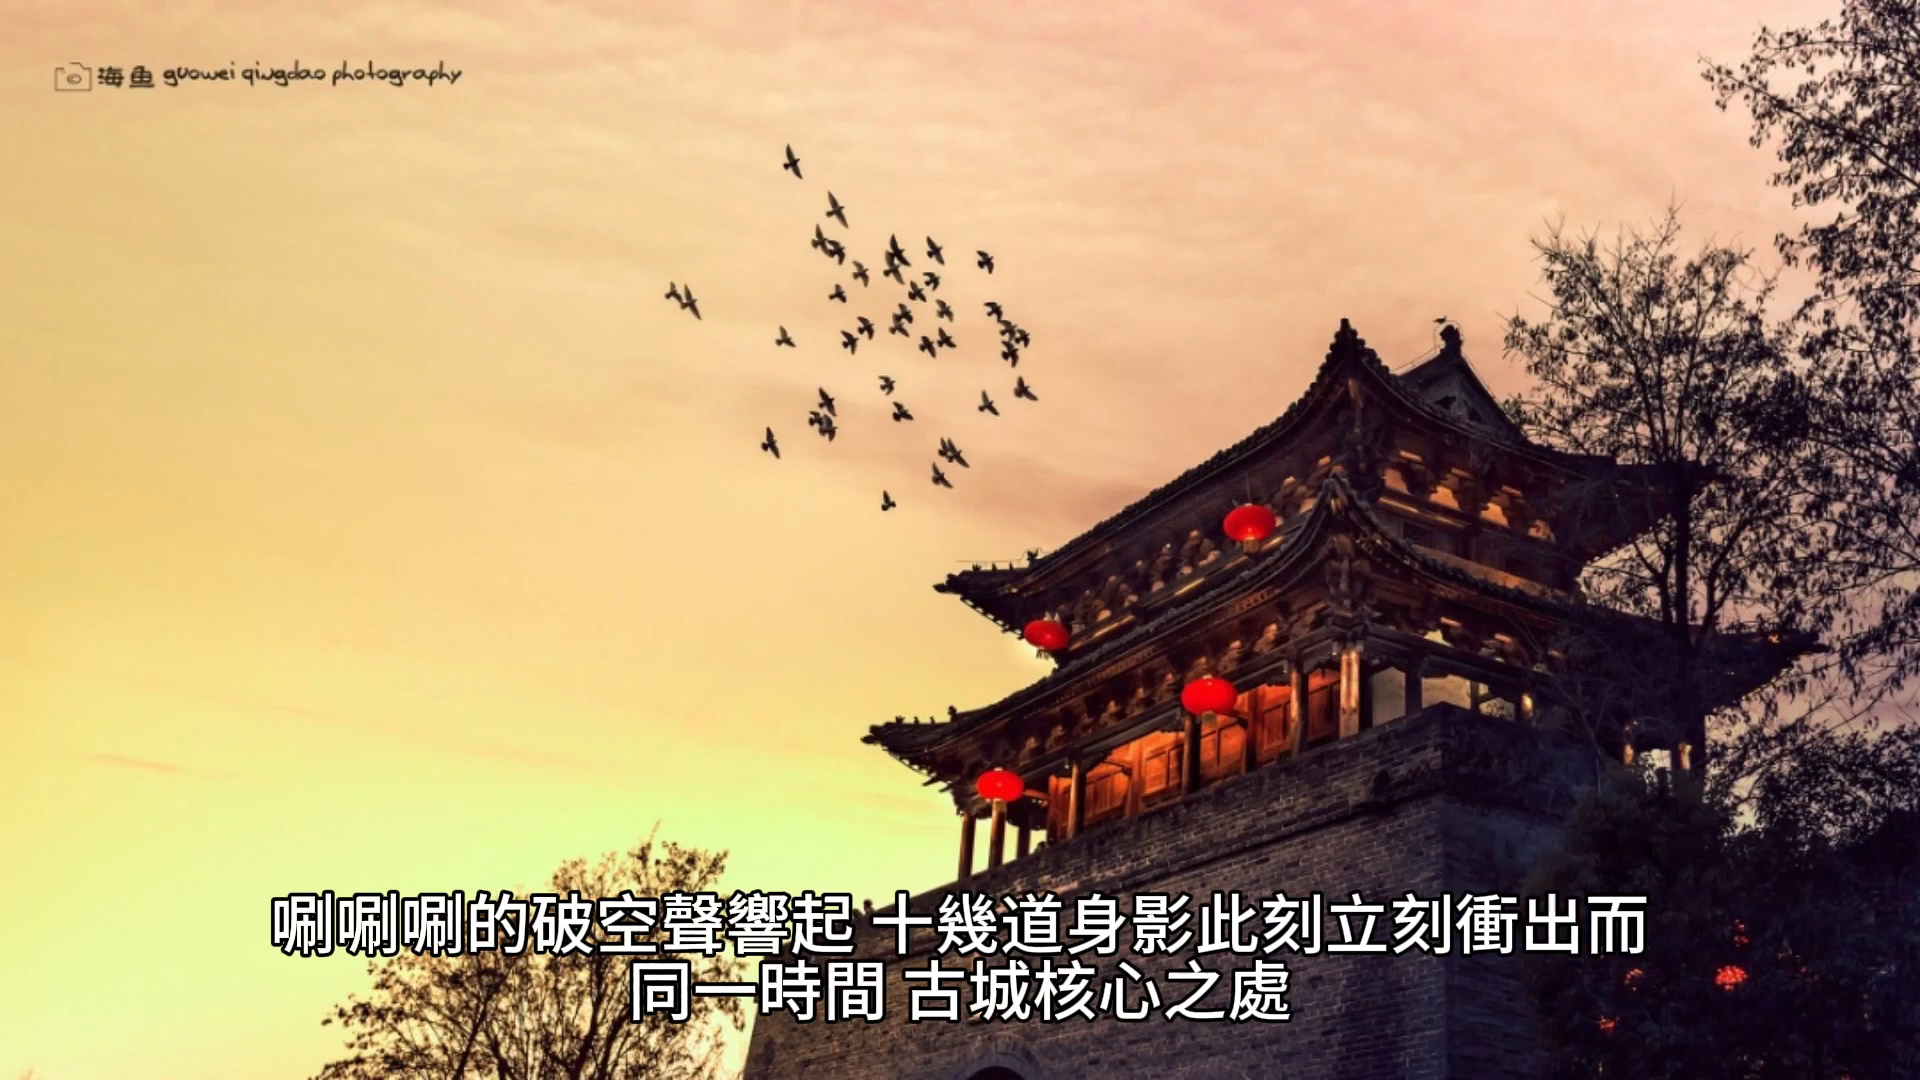 海鱼 guowei qingdao photography
唰唰唰的破空聲響起 十幾道身影此刻立刻衝出而
同一時間 古城核心之處